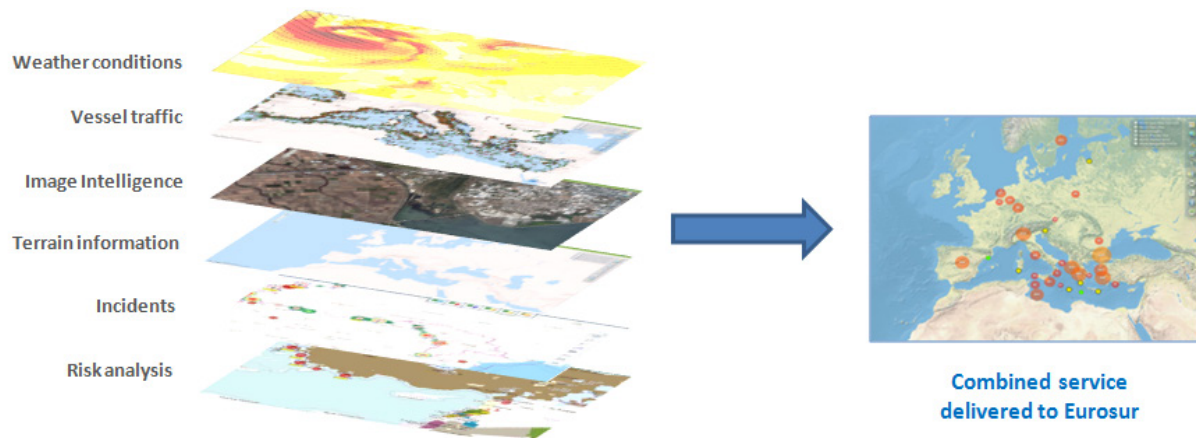 Weather conditions
Vessel traffic
Image Intelligence
Terrain information
Incidents
Risk analysis
Combined service
delivered to Eurosur